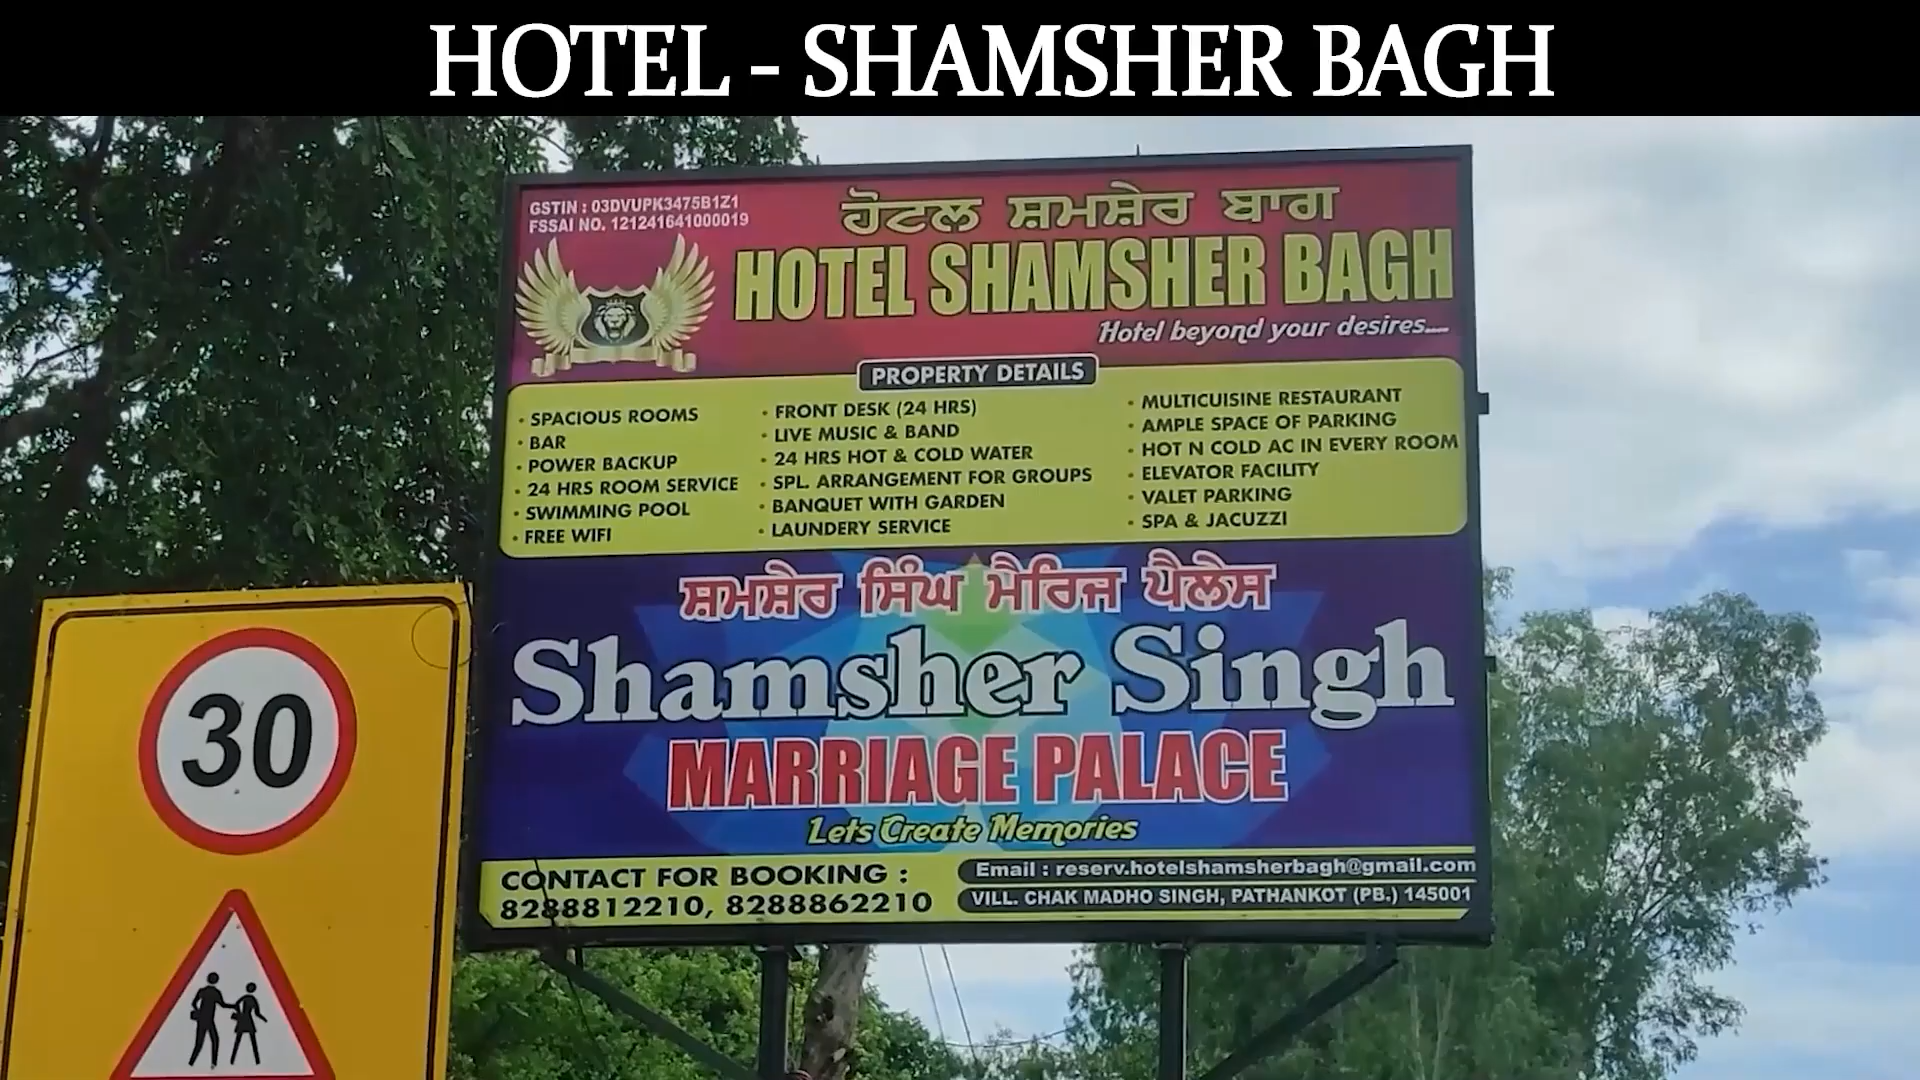 HOTEL - SHAMSHER BAGH
GSTIN : 03DVUPK3475B1Z1
FSSAI NO. 121241641000019
ਹੋਟਲ ਸ਼ਮਸ਼ੇਰ ਬਾਗ
HOTEL SHAMSHER BAGH
Hotel beyond your desires....
PROPERTY DETAILS
• SPACIOUS ROOMS
• BAR
• POWER BACKUP
• 24 HRS ROOM SERVICE
• SWIMMING POOL
• FREE WIFI
• FRONT DESK (24 HRS)
• LIVE MUSIC & BAND
• 24 HRS HOT & COLD WATER
• SPL. ARRANGEMENT FOR GROUPS
• BANQUET WITH GARDEN
• LAUNDERY SERVICE
• MULTICUISINE RESTAURANT
• AMPLE SPACE OF PARKING
• HOT N COLD AC IN EVERY ROOM
• ELEVATOR FACILITY
• VALET PARKING
• SPA & JACUZZI
ਸ਼ਮਸ਼ੇਰ ਸਿੰਘ ਮੈਰਿਜ ਪੈਲੇਸ
Shamsher Singh
MARRIAGE PALACE
Lets Create Memories
CONTACT FOR BOOKING :
8288812210, 8288862210
Email : reserv.hotelshamsherbagh@gmail.com
VILL. CHAK MADHO SINGH, PATHANKOT (PB.) 145001
30